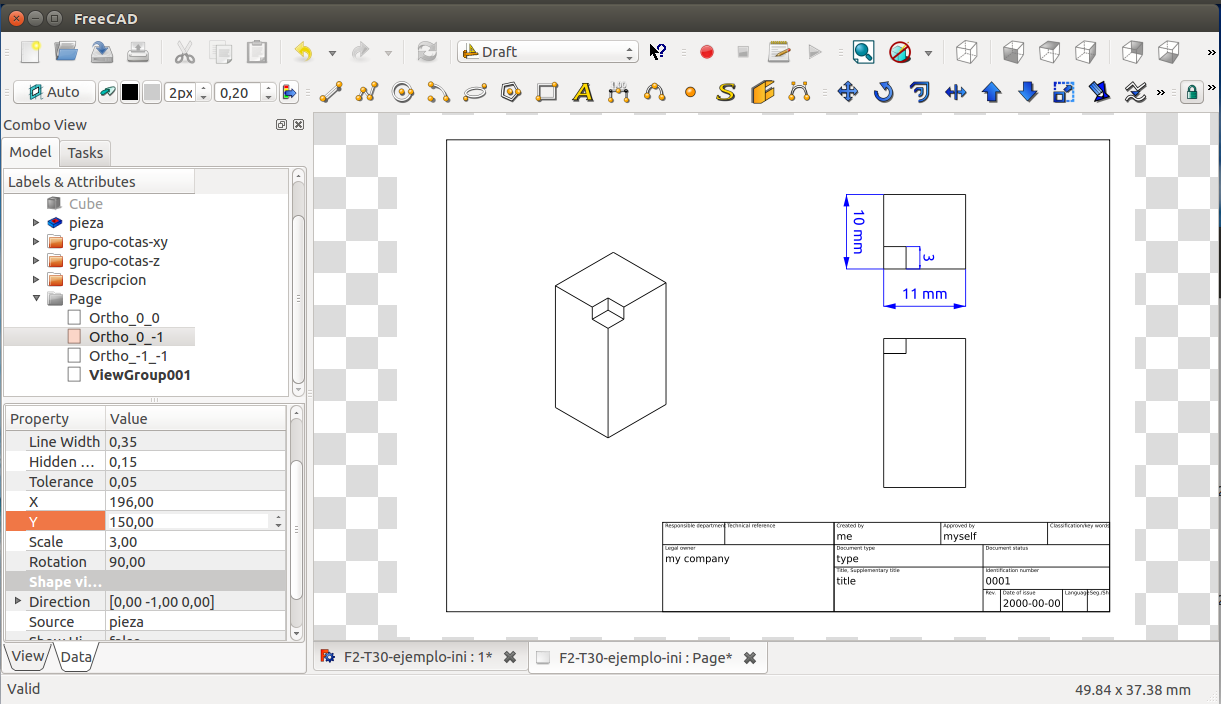 FreeCAD
Draft
Auto
2px
0,20
Combo View
Model
Tasks
Labels & Attributes
Cube
pieza
grupo-cotas-xy
grupo-cotas-z
Descripcion
Page
Ortho_0_0
Ortho_0_-1
Ortho_-1_-1
ViewGroup001
Property Value
Line Width 0,35
Hidden ... 0,15
Tolerance 0,05
X 196,00
Y 150,00
Scale 3,00
Rotation 90,00
Shape vi...
Direction [0,00 -1,00 0,00]
Source pieza
View
Data
10 mm
3
11 mm
Responsible department Technical reference Created by Approved by Classification/key words
me myself
Legal owner Document type Document status
my company type
Title, Supplementary title Identification number
title 0001
Rev. Date of issue Language
2000-00-00
F2-T30-ejemplo-ini : 1*
F2-T30-ejemplo-ini : Page*
Valid
49.84 x 37.38 mm